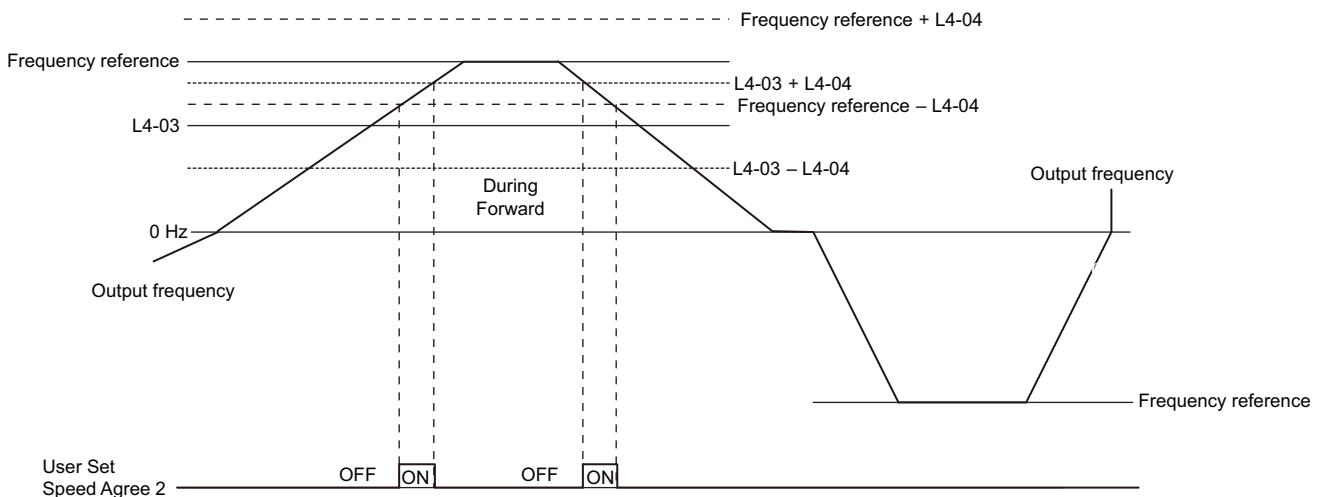 Frequency reference + L4-04
Frequency reference
L4-03 + L4-04
Frequency reference – L4-04
L4-03
L4-03 – L4-04
During
Forward
Output frequency
0 Hz
Output frequency
Frequency reference
User Set
Speed Agree 2
OFF
ON
OFF
ON